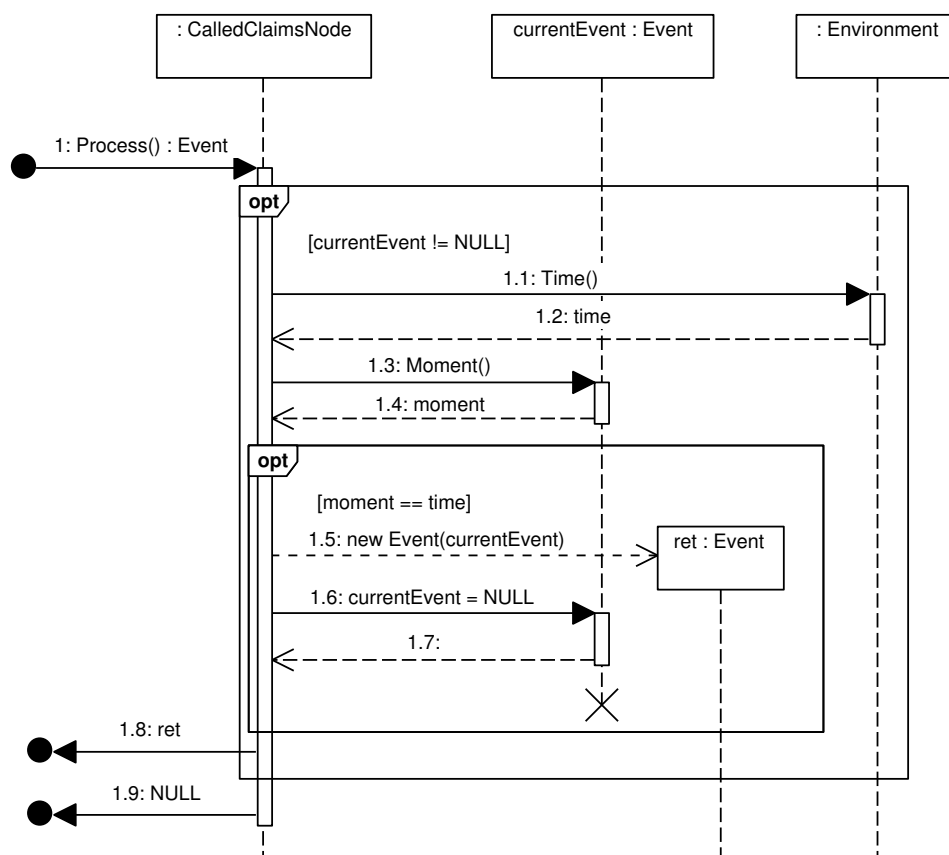 : CalledClaimsNode
currentEvent : Event
: Environment
1: Process() : Event
opt
[currentEvent != NULL]
1.1: Time()
1.2: time
1.3: Moment()
1.4: moment
opt
[moment == time]
1.5: new Event(currentEvent)
ret : Event
1.6: currentEvent = NULL
1.7:
1.8: ret
1.9: NULL